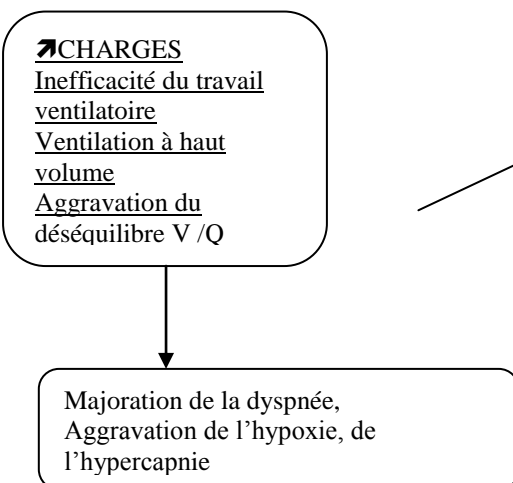 ↗CHARGES
Inefficacité du travail
ventilatoire
Ventilation à haut
volume
Aggravation du
déséquilibre V /Q
Majoration de la dyspnée,
Aggravation de l’hypoxie, de
l’hypercapnie